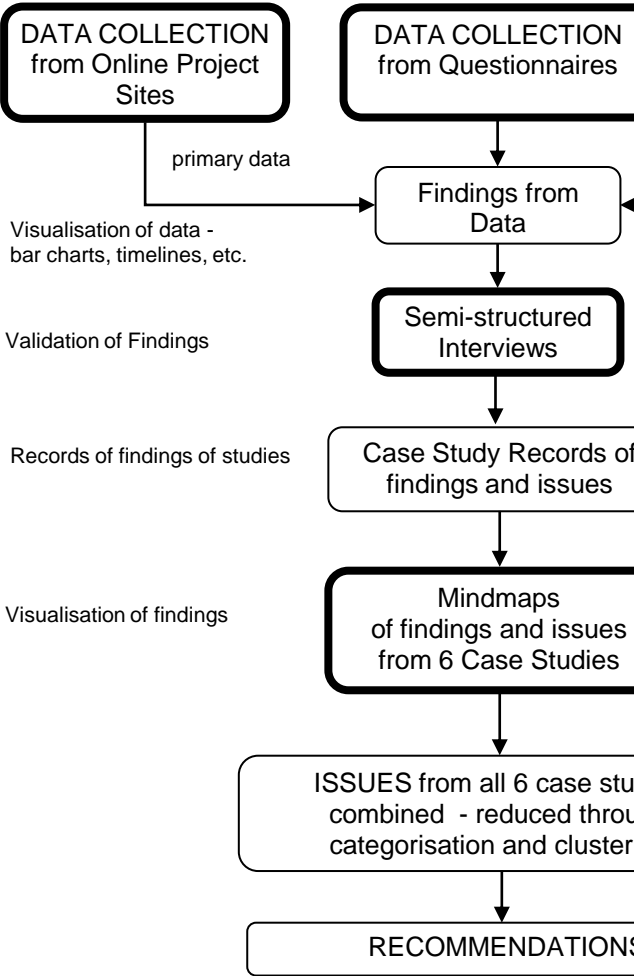 DATA COLLECTION
from Online Project
Sites
DATA COLLECTION
from Questionnaires
primary data
Findings from
Data
Visualisation of data -
bar charts, timelines, etc.
Semi-structured
Interviews
Validation of Findings
Case Study Records of
findings and issues
Records of findings of studies
Mindmaps
of findings and issues
from 6 Case Studies
Visualisation of findings
ISSUES from all 6 case
combined - reduced
categorisation and
RECOMMENDATIONS